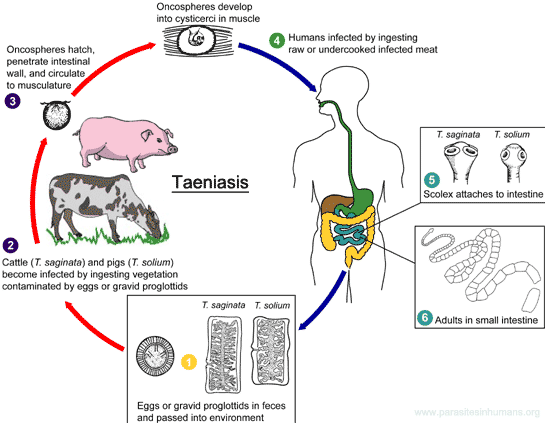 Oncospheres develop
into cysticerci in muscle
4
Humans infected by ingesting
raw or undercooked infected meat
Oncospheres hatch,
penetrate intestinal
wall, and circulate
to musculature
3
Taeniasis
T. saginata
T. solium
5
Scolex attaches to intestine
2
Cattle (T. saginata) and pigs (T. solium)
become infected by ingesting vegetation
contaminated by eggs or gravid proglottids
6
Adults in small intestine
T. saginata
T. solium
1
Eggs or gravid proglottids in feces
and passed into environment
www.parasitesinhumans.org